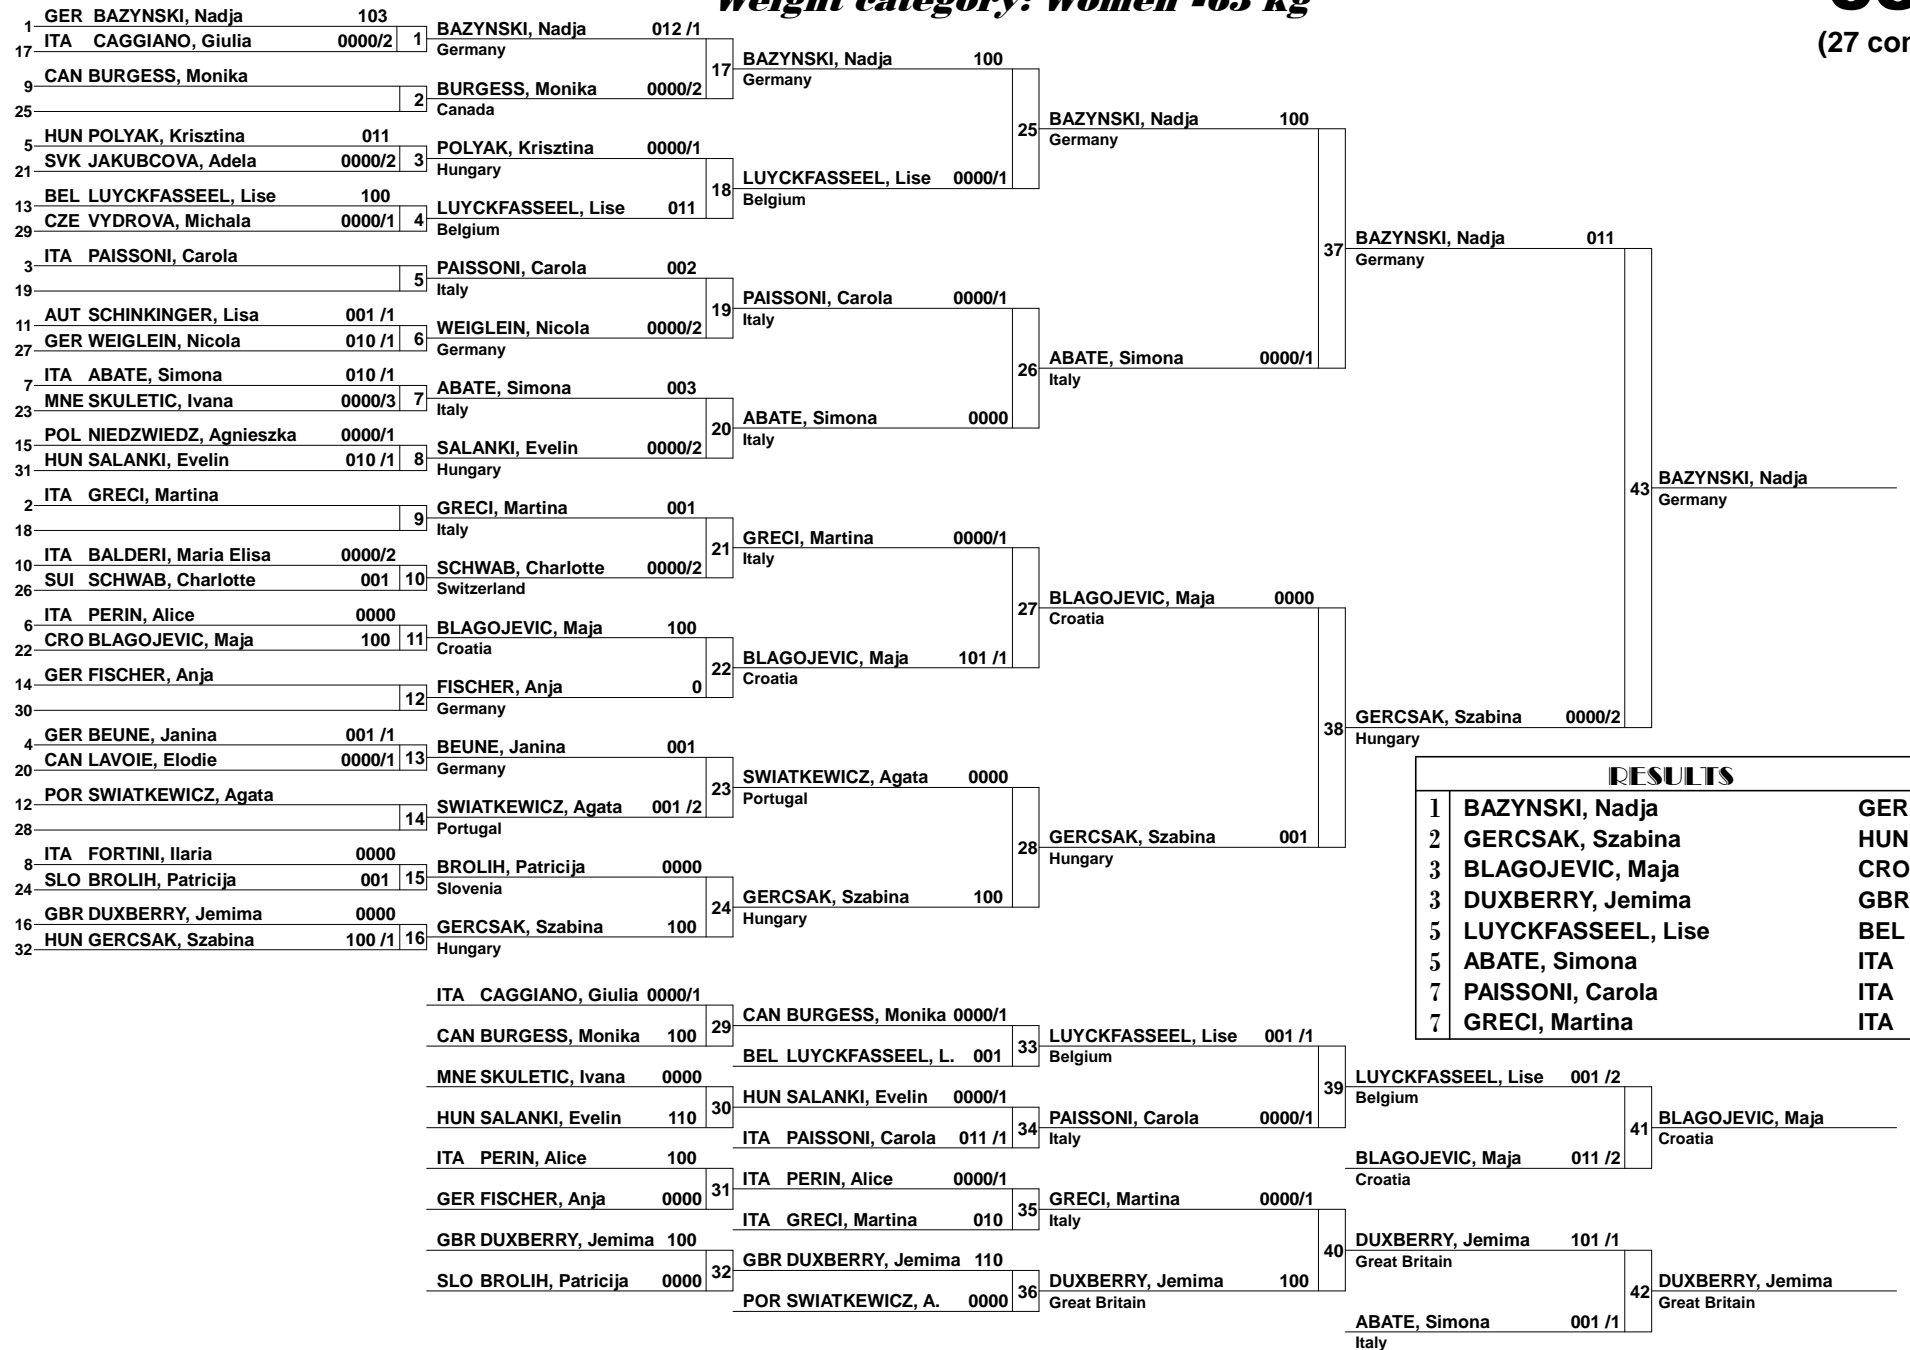 Weight category: Women -63 kg
(27 con
1 GER BAZYNSKI, Nadja 103
17 ITA CAGGIANO, Giulia 0000/2
1
9 CAN BURGESS, Monika
25
2
5 HUN POLYAK, Krisztina 011
21 SVK JAKUBCOVA, Adela 0000/2
3
13 BEL LUYCKFASSEEL, Lise 100
29 CZE VYDROVA, Michala 0000/1
4
3 ITA PAISSONI, Carola
19
5
11 AUT SCHINKINGER, Lisa 001 /1
27 GER WEIGLEIN, Nicola 010 /1
6
7 ITA ABATE, Simona 010 /1
23 MNE SKULETIC, Ivana 0000/3
7
15 POL NIEDZWIEDZ, Agnieszka 0000/1
31 HUN SALANKI, Evelin 010 /1
8
2 ITA GRECI, Martina
18
9
10 ITA BALDERI, Maria Elisa 0000/2
26 SUI SCHWAB, Charlotte 001
10
6 ITA PERIN, Alice 0000
22 CRO BLAGOJEVIC, Maja 100
11
14 GER FISCHER, Anja
30
12
4 GER BEUNE, Janina 001 /1
20 CAN LAVOIE, Elodie 0000/1
13
12 POR SWIATKEWICZ, Agata
28
14
8 ITA FORTINI, Ilaria 0000
24 SLO BROLIH, Patricija 001
15
16 GBR DUXBERRY, Jemima 0000
32 HUN GERCSAK, Szabina 100 /1
16
BAZYNSKI, Nadja 012 /1
Germany
17
BURGESS, Monika 0000/2
Canada
POLYAK, Krisztina 0000/1
Hungary
18
LUYCKFASSEEL, Lise 011
Belgium
PAISSONI, Carola 002
Italy
19
WEIGLEIN, Nicola 0000/2
Germany
ABATE, Simona 003
Italy
20
SALANKI, Evelin 0000/2
Hungary
GRECI, Martina 001
Italy
21
SCHWAB, Charlotte 0000/2
Switzerland
BLAGOJEVIC, Maja 100
Croatia
22
FISCHER, Anja 0
Germany
BEUNE, Janina 001
Germany
23
SWIATKEWICZ, Agata 001 /2
Portugal
BROLIH, Patricija 0000
Slovenia
24
GERCSAK, Szabina 100
Hungary
BAZYNSKI, Nadja 100
Germany
25
LUYCKFASSEEL, Lise 0000/1
Belgium
PAISSONI, Carola 0000/1
Italy
26
ABATE, Simona 0000
Italy
GRECI, Martina 0000/1
Italy
27
BLAGOJEVIC, Maja 101 /1
Croatia
SWIATKEWICZ, Agata 0000
Portugal
28
GERCSAK, Szabina 100
Hungary
BAZYNSKI, Nadja 100
Germany
37
ABATE, Simona 0000/1
Italy
BLAGOJEVIC, Maja 0000
Croatia
38
GERCSAK, Szabina 001
Hungary
BAZYNSKI, Nadja 011
Germany
43
GERCSAK, Szabina 0000/2
Hungary
BAZYNSKI, Nadja
Germany
RESULTS
1 BAZYNSKI, Nadja GER
2 GERCSAK, Szabina HUN
3 BLAGOJEVIC, Maja CRO
3 DUXBERRY, Jemima GBR
5 LUYCKFASSEEL, Lise BEL
5 ABATE, Simona ITA
7 PAISSONI, Carola ITA
7 GRECI, Martina ITA
ITA CAGGIANO, Giulia 0000/1
29
CAN BURGESS, Monika 100
MNE SKULETIC, Ivana 0000
30
HUN SALANKI, Evelin 110
ITA PERIN, Alice 100
31
GER FISCHER, Anja 0000
GBR DUXBERRY, Jemima 100
32
SLO BROLIH, Patricija 0000
CAN BURGESS, Monika 0000/1
33
BEL LUYCKFASSEEL, L. 001
HUN SALANKI, Evelin 0000/1
34
ITA PAISSONI, Carola 011 /1
ITA PERIN, Alice 0000/1
35
ITA GRECI, Martina 010
GBR DUXBERRY, Jemima 110
36
POR SWIATKEWICZ, A. 0000
LUYCKFASSEEL, Lise 001 /1
Belgium
39
PAISSONI, Carola 0000/1
Italy
GRECI, Martina 0000/1
Italy
40
DUXBERRY, Jemima 100
Great Britain
LUYCKFASSEEL, Lise 001 /2
Belgium
41
BLAGOJEVIC, Maja 011 /2
Croatia
DUXBERRY, Jemima 101 /1
Great Britain
42
ABATE, Simona 001 /1
Italy
BLAGOJEVIC, Maja
Croatia
DUXBERRY, Jemima
Great Britain